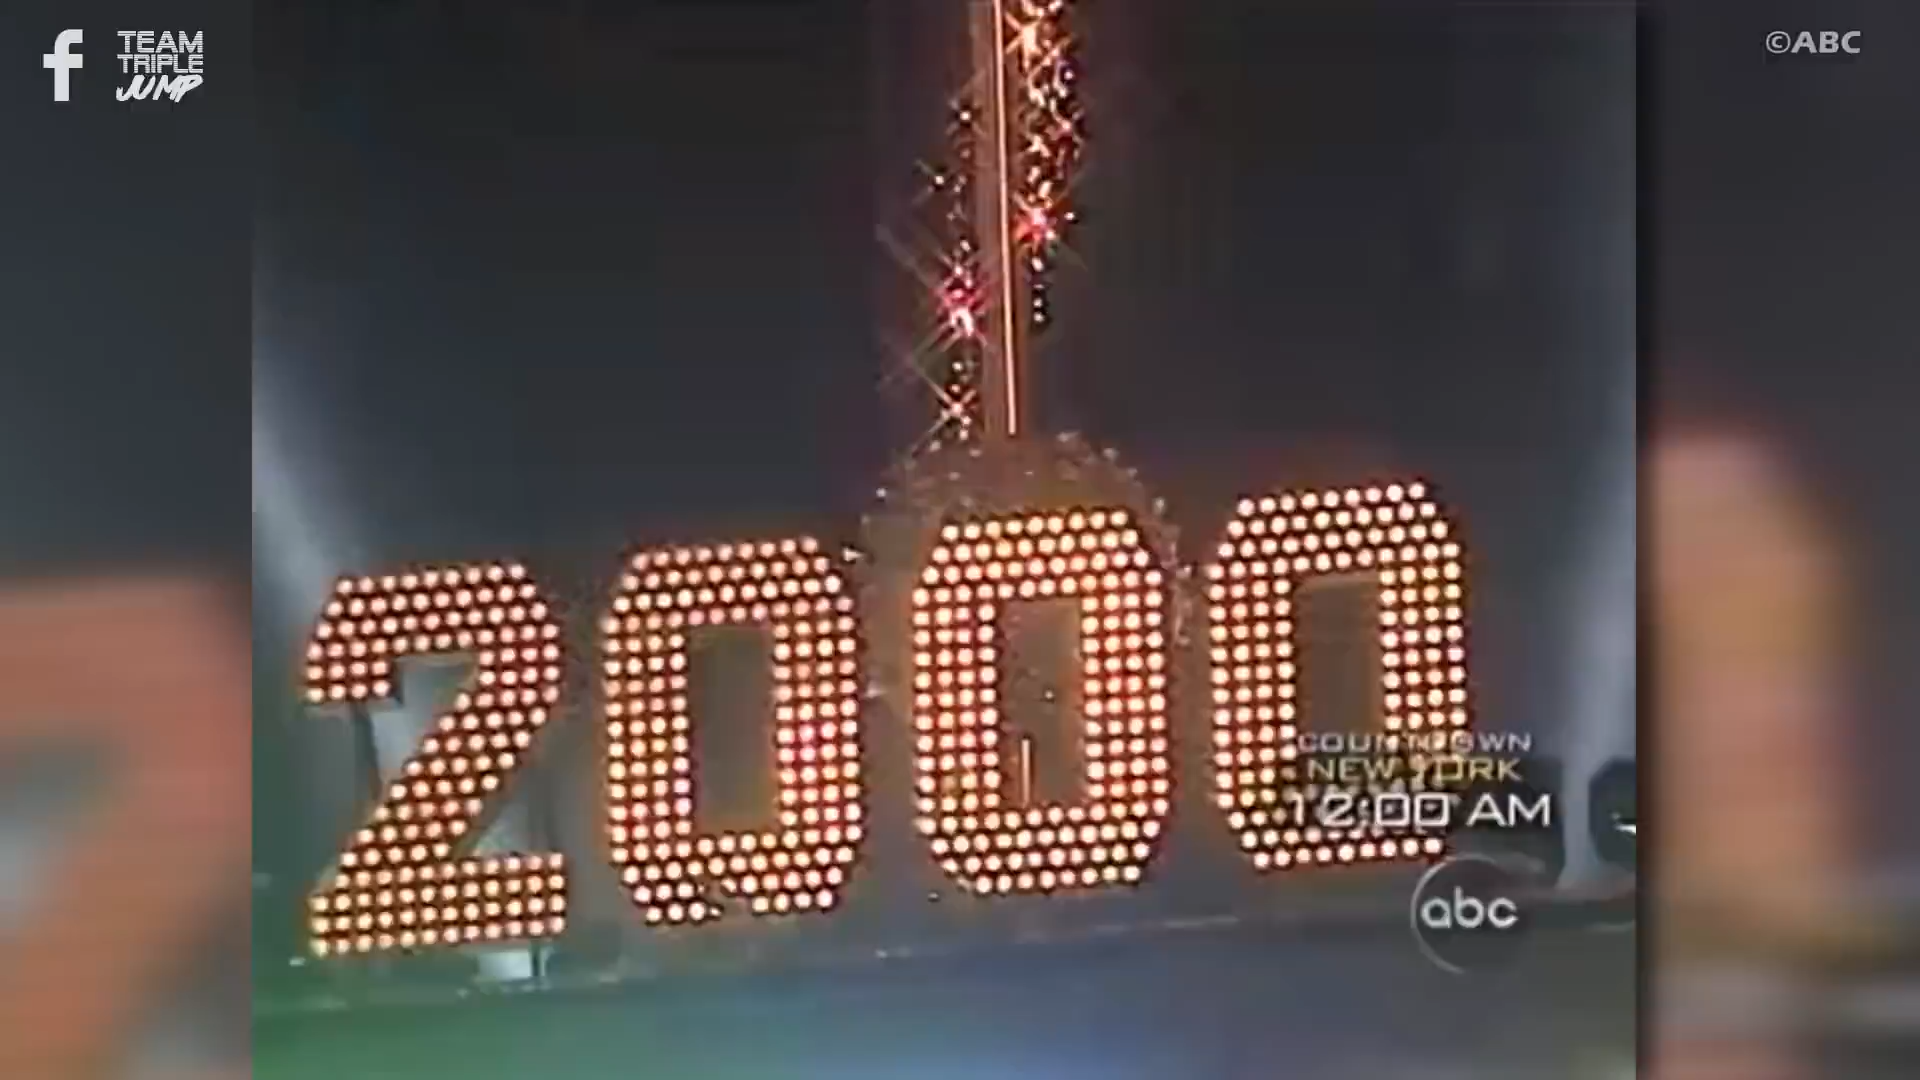 f
TEAM
TRIPLE
JUMP
©ABC
2000
COUNTDOWN
NEW YORK
12:00 AM
abc